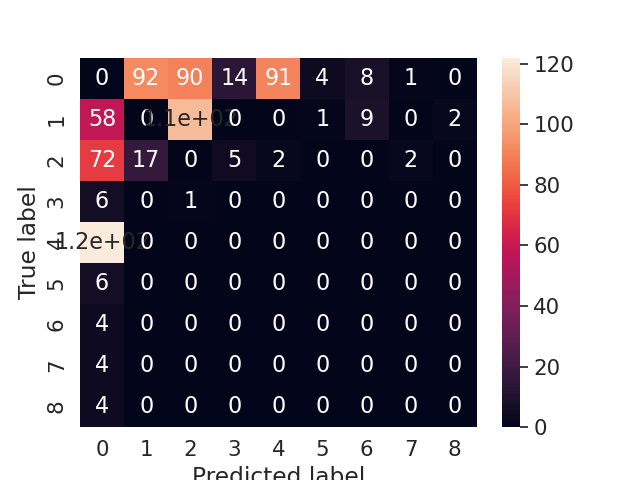 0 0 92 90 14 91 4 8 1 0
1 58 0 1.1e+02 0 0 1 9 0 2
2 72 17 0 5 2 0 0 2 0
3 6 0 1 0 0 0 0 0 0
4 1.2e+02 0 0 0 0 0 0 0 0
5 6 0 0 0 0 0 0 0 0
6 4 0 0 0 0 0 0 0 0
7 4 0 0 0 0 0 0 0 0
8 4 0 0 0 0 0 0 0 0
0 1 2 3 4 5 6 7 8
True label
Predicted label
120
100
80
60
40
20
0